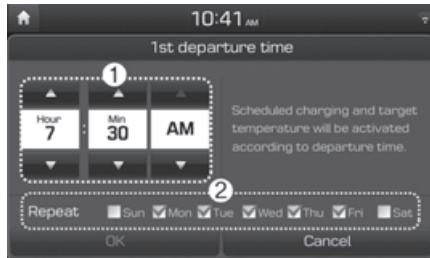 10:41 AM
1st departure time
1
Hour
7
:
Min
30
AM
Scheduled charging and target
temperature will be activated
according to departure time.
2
Repeat Sun Mon Tue Wed Thu Fri Sat
OK Cancel